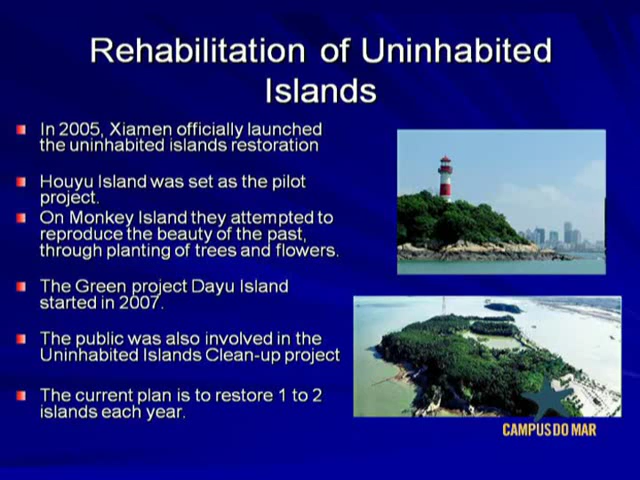 Rehabilitation of Uninhabited
Islands
In 2005, Xiamen officially launched
the uninhabited islands restoration
Houyu Island was set as the pilot
project.
On Monkey Island they attempted to
reproduce the beauty of the past,
through planting of trees and flowers.
The Green project Dayu Island
started in 2007.
The public was also involved in the
Uninhabited Islands Clean-up project
The current plan is to restore 1 to 2
islands each year.
CAMPUS DO MAR